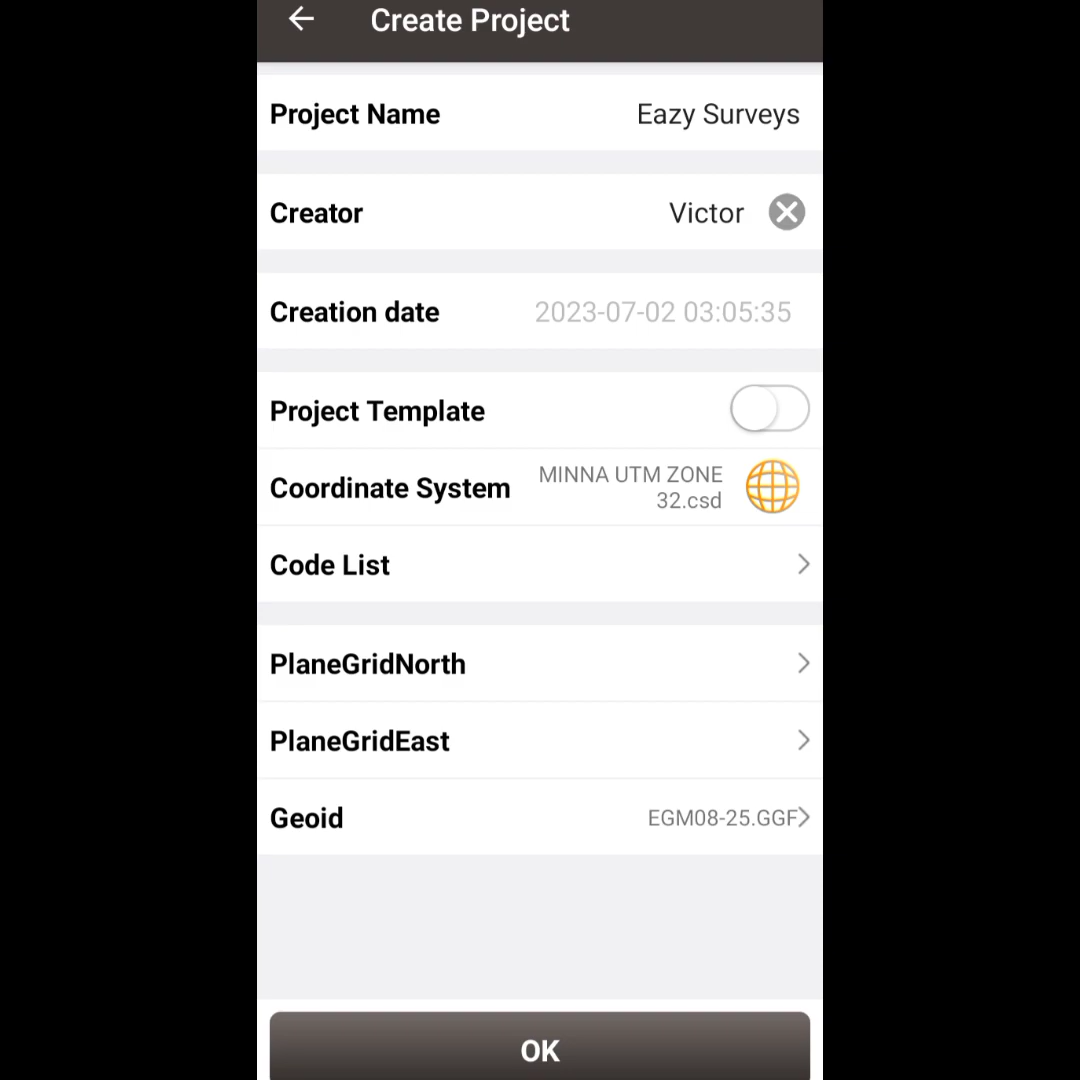 Create Project
Project Name Eazy Surveys
Creator Victor
Creation date 2023-07-02 03:05:35
Project Template
Coordinate System MINNA UTM ZONE
32.csd
Code List
PlaneGridNorth
PlaneGridEast
Geoid EGM08-25.GGF
OK